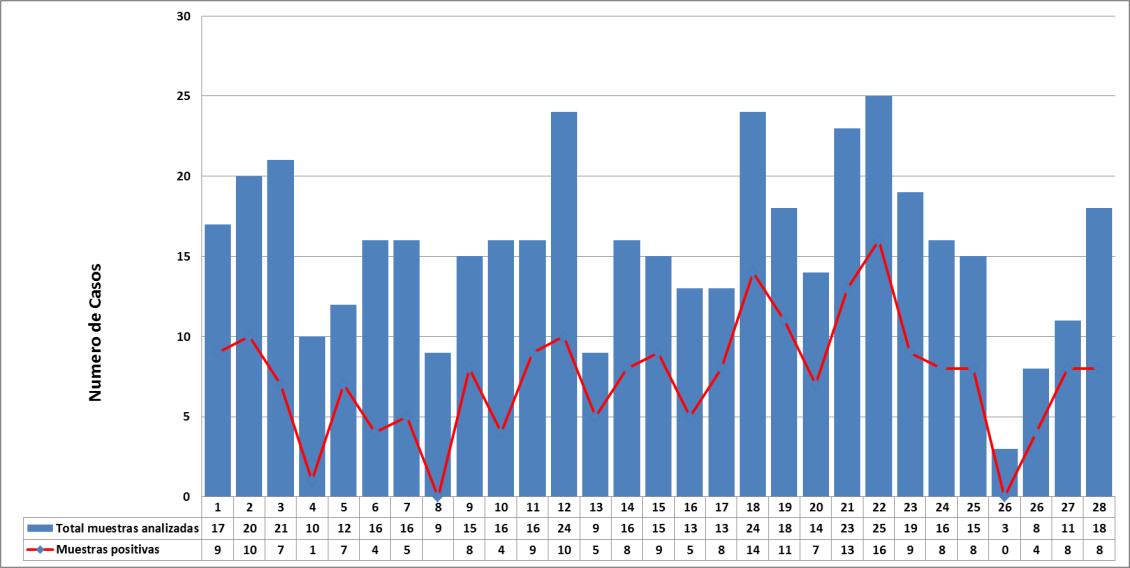 30
25
20
15
10
5
0
Numero de Casos
1 2 3 4 5 6 7 8 9 10 11 12 13 14 15 16 17 18 19 20 21 22 23 24 25 26 26 27 28
Total muestras analizadas 17 20 21 10 12 16 16 9 15 16 16 24 9 16 15 13 13 24 18 14 23 25 19 16 15 3 8 11 18
Muestras positivas 9 10 7 1 7 4 5 8 4 9 10 5 8 9 5 8 14 11 7 13 16 9 8 8 0 4 8 8